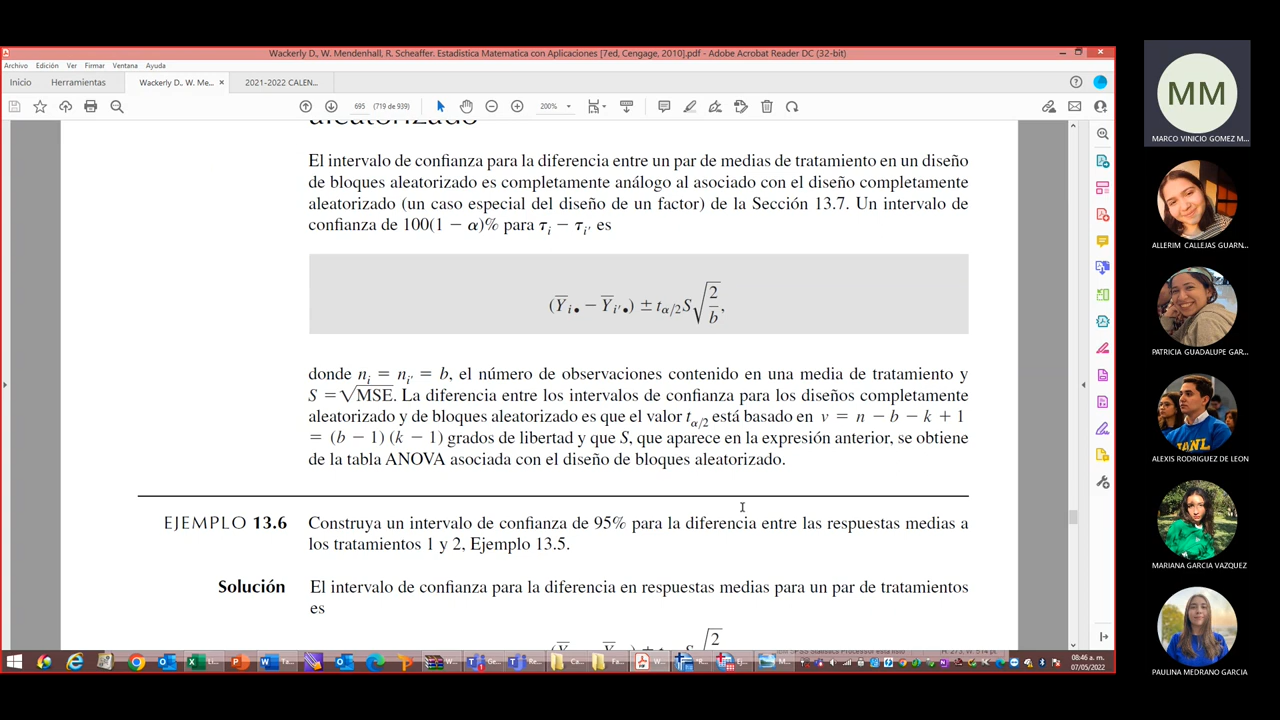 Wackerly D., W. Mendenhall, R. Scheaffer. Estadistica Matematica con Aplicaciones [7ed, Cengage, 2010].pdf - Adobe Acrobat Reader DC (32-bit)
Archivo Edición Ver Firmar Ventana Ayuda
Inicio Herramientas Wackerly D., W. Me... × 2021-2022 CALEN...
695 (719 de 939) 200%
aleatorizado
El intervalo de confianza para la diferencia entre un par de medias de tratamiento en un diseño
de bloques aleatorizado es completamente análogo al asociado con el diseño completamente
aleatorizado (un caso especial del diseño de un factor) de la Sección 13.7. Un intervalo de
confianza de 100(1 − α)% para τi − τi′ es
(Y̅i• − Y̅i′•) ± tα/2 S√(2/b),
donde ni = ni′ = b, el número de observaciones contenido en una media de tratamiento y
S = √MSE. La diferencia entre los intervalos de confianza para los diseños completamente
aleatorizado y de bloques aleatorizado es que el valor tα/2 está basado en ν = n − b − k + 1
= (b − 1) (k − 1) grados de libertad y que S, que aparece en la expresión anterior, se obtiene
de la tabla ANOVA asociada con el diseño de bloques aleatorizado.
EJEMPLO 13.6 Construya un intervalo de confianza de 95% para la diferencia entre las respuestas medias a
los tratamientos 1 y 2, Ejemplo 13.5.
Solución El intervalo de confianza para la diferencia en respuestas medias para un par de tratamientos
es
08:46 a. m.
07/05/2022
MM
MARCO VINICIO GOMEZ M...
ALLERIM CALLEJAS GUARN...
PATRICIA GUADALUPE GAR...
ALEXIS RODRIGUEZ DE LEON
MARIANA GARCIA VAZQUEZ
PAULINA MEDRANO GARCIA